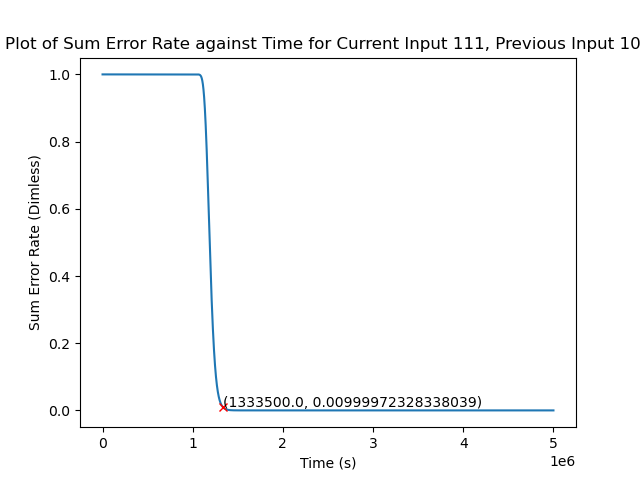 Plot of Sum Error Rate against Time for Current Input 111, Previous Input 10
1.0
0.8
0.6
0.4
0.2
0.0
Sum Error Rate (Dimless)
(1333500.0, 0.00999972328338039)
0 1 2 3 4 5
1e6
Time (s)